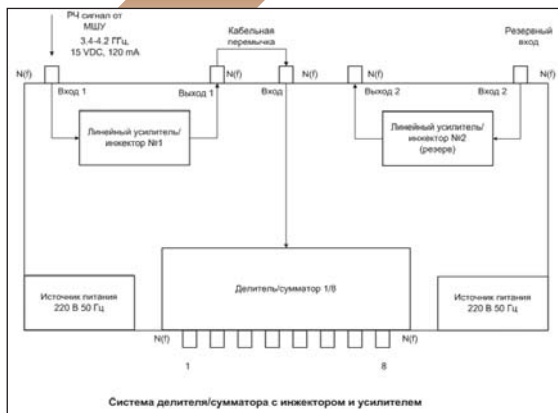 РЧ сигнал от
МШУ
3.4-4.2 ГГц,
15 VDC, 120 mA
Кабельная
перемычка
Резервный
вход
N(f)
N(f)
N(f)
N(f)
N(f)
Вход 1
Выход 1
Вход
Выход 2
Вход 2
Линейный усилитель/
инжектор №1
Линейный усилитель/
инжектор №2
(резерв)
Источник питания
220 В 50 Гц
Делитель/сумматор 1/8
Источник питания
220 В 50 Гц
N(f)
N(f)
1
8
Система делителя/сумматора с инжектором и усилителем